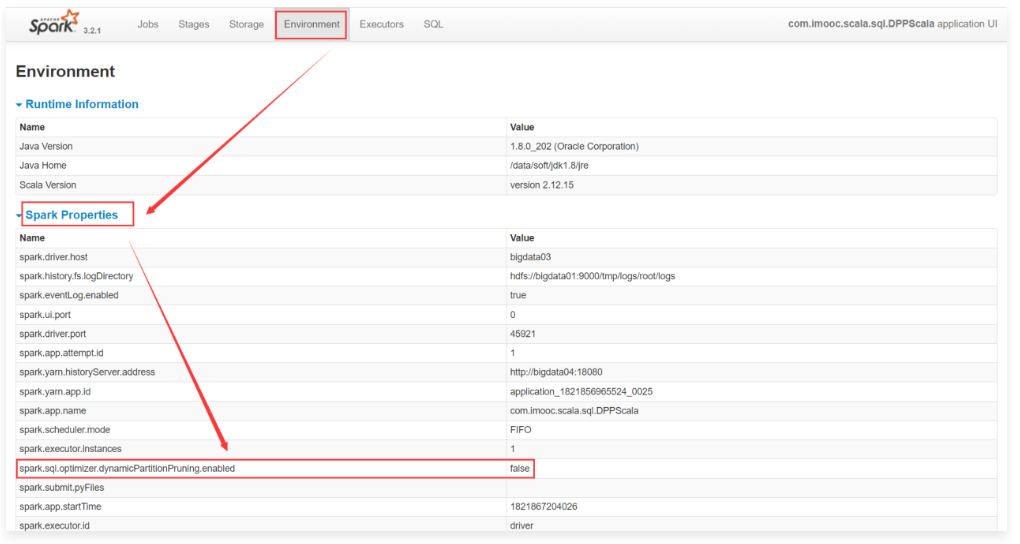 APACHE Spark 3.2.1 Jobs Stages Storage Environment Executors SQL com.imooc.scala.sql.DPPScala application UI
Environment
Runtime Information
Name Value
Java Version 1.8.0_202 (Oracle Corporation)
Java Home /data/soft/jdk1.8/jre
Scala Version version 2.12.15
Spark Properties
Name Value
spark.driver.host bigdata03
spark.history.fs.logDirectory hdfs://bigdata01:9000/tmp/logs/root/logs
spark.eventLog.enabled true
spark.ui.port 0
spark.driver.port 45921
spark.app.attempt.id 1
spark.yarn.historyServer.address http://bigdata04:18080
spark.yarn.app.id application_1821856965524_0025
spark.app.name com.imooc.scala.sql.DPPScala
spark.scheduler.mode FIFO
spark.executor.instances 1
spark.sql.optimizer.dynamicPartitionPruning.enabled false
spark.submit.pyFiles
spark.app.startTime 1821867204026
spark.executor.id driver